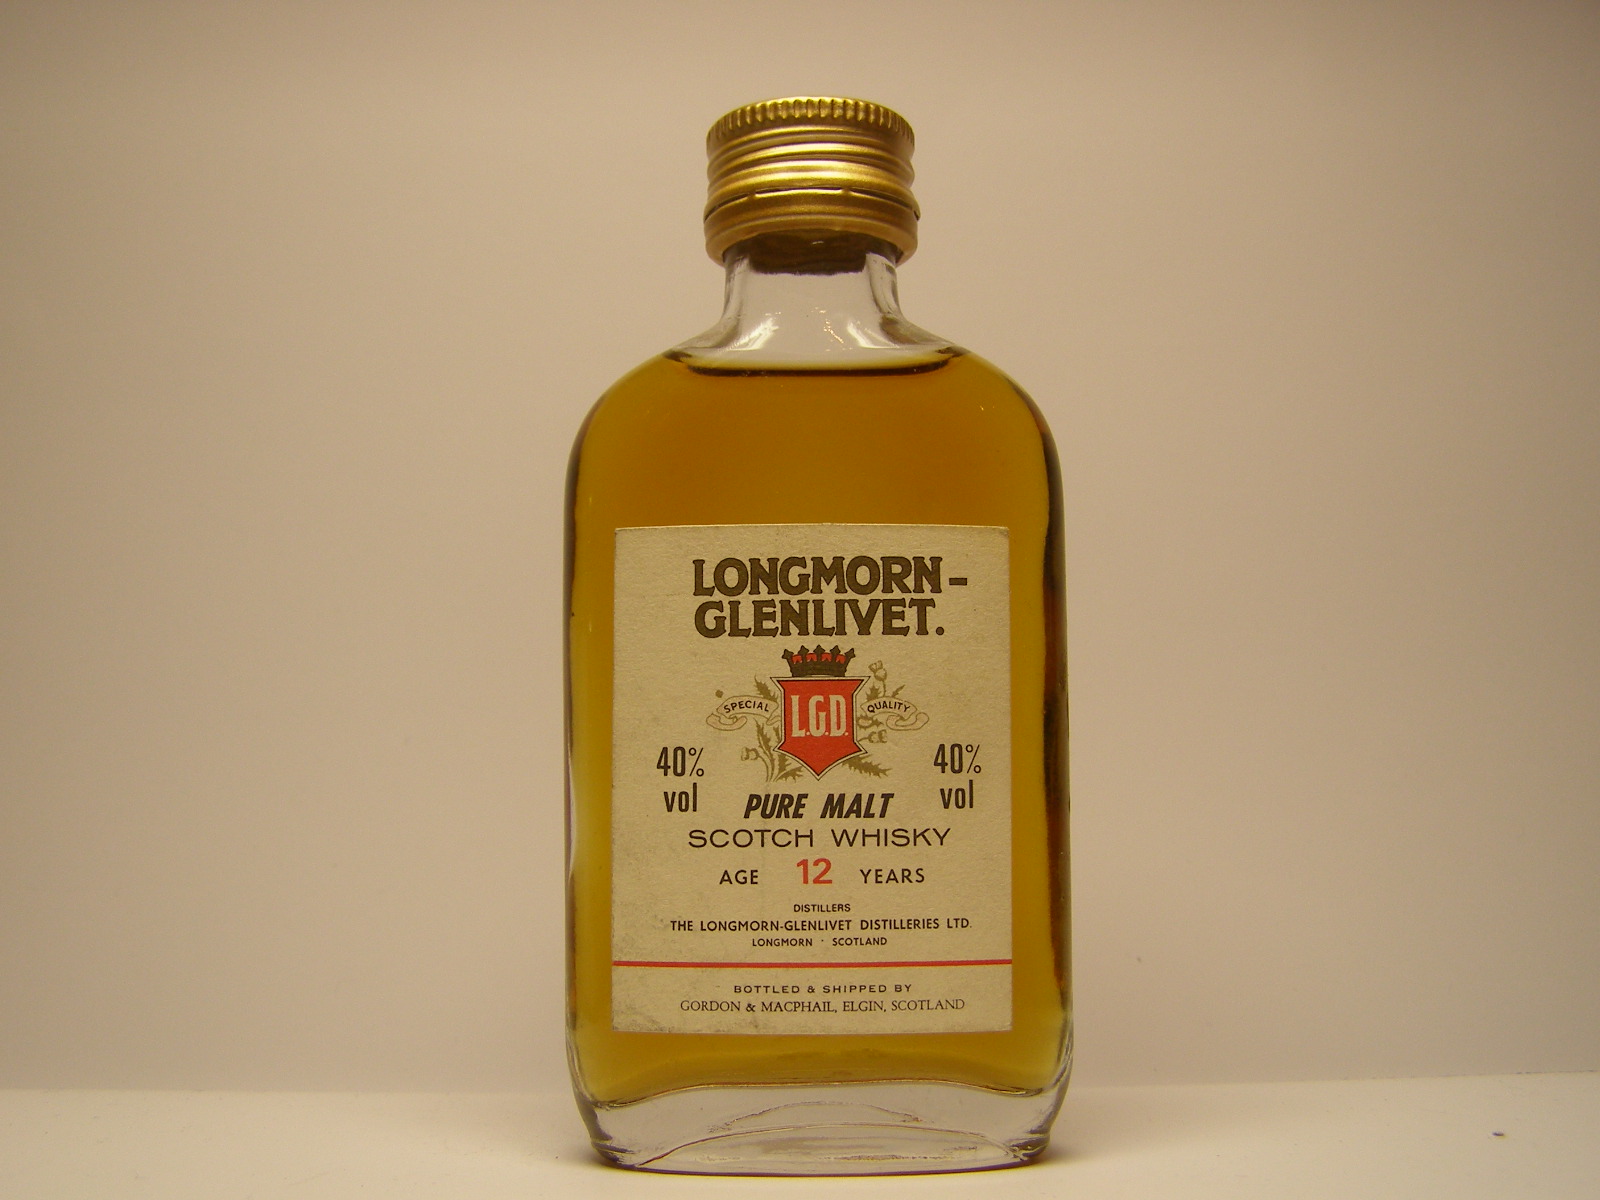 LONGMORN-
GLENLIVET.
SPECIAL L.G.D. QUALITY
40% vol
40% vol
PURE MALT
SCOTCH WHISKY
AGE 12 YEARS
DISTILLERS
THE LONGMORN-GLENLIVET DISTILLERIES LTD.
LONGMORN · SCOTLAND
BOTTLED & SHIPPED BY
GORDON & MACPHAIL, ELGIN, SCOTLAND